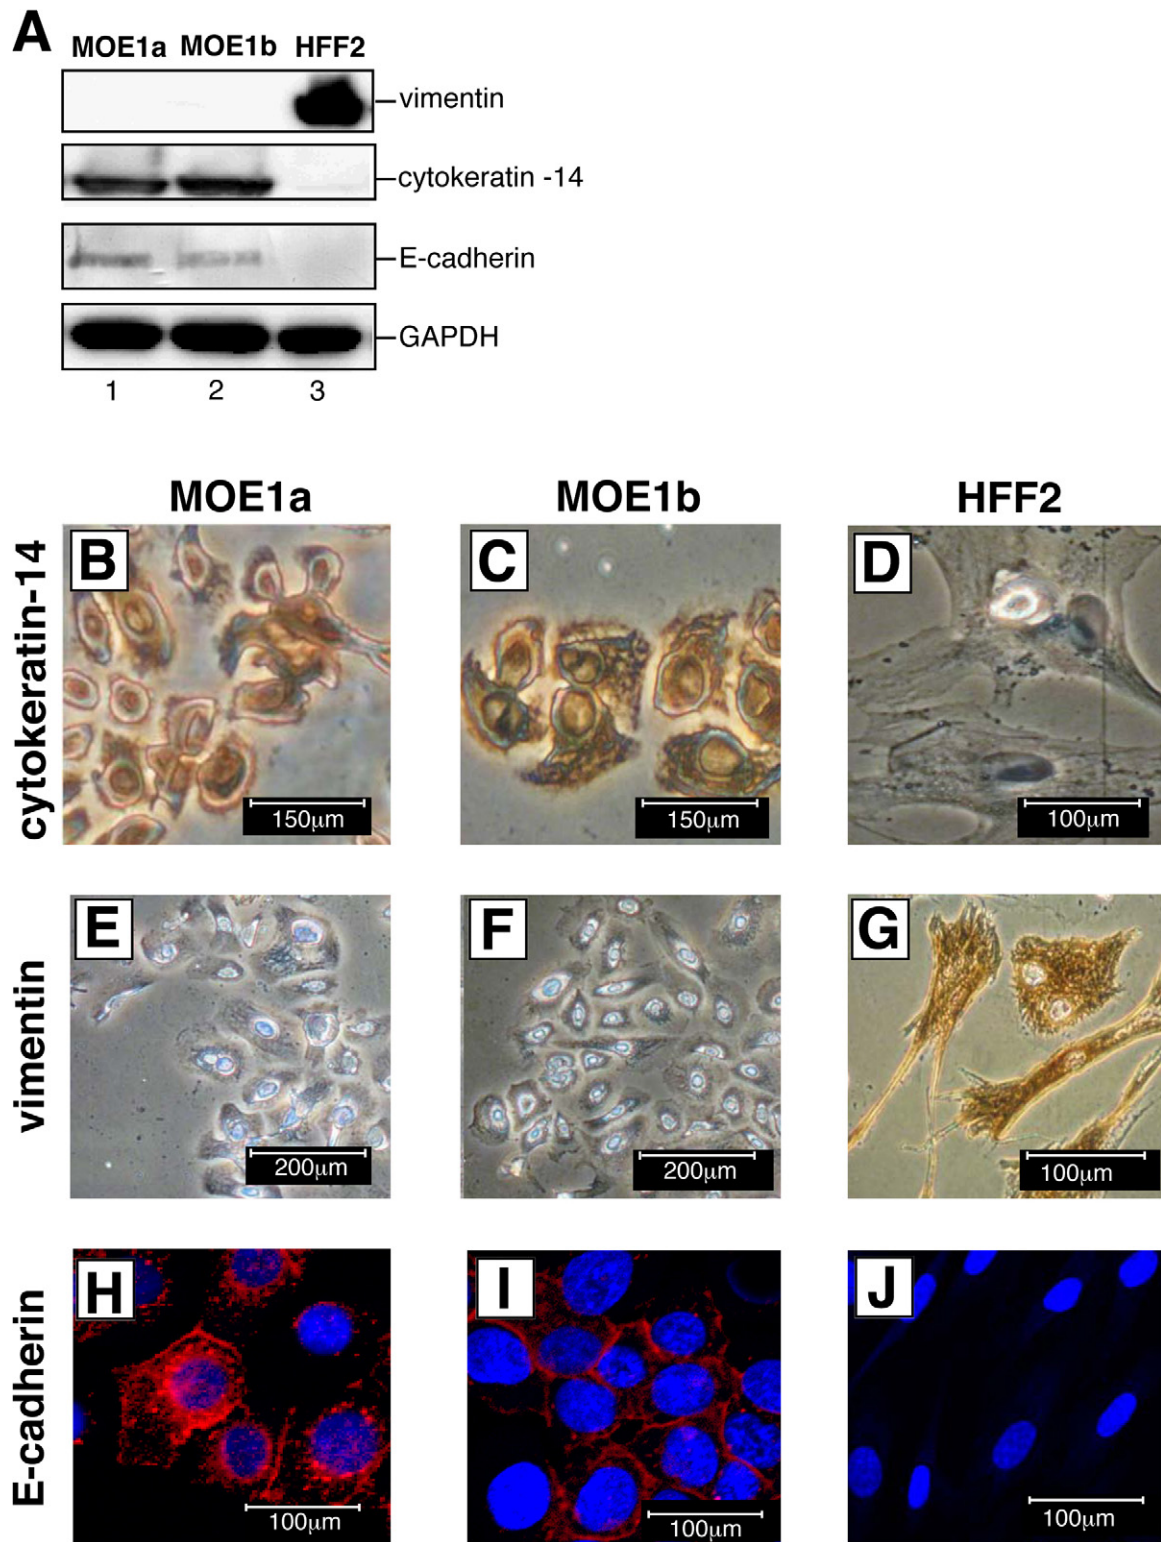 A
MOE1a MOE1b HFF2
vimentin
cytokeratin -14
E-cadherin
GAPDH
1 2 3
MOE1a MOE1b HFF2
cytokeratin-14
B C D
150μm 150μm 100μm
vimentin
E F G
200μm 200μm 100μm
E-cadherin
H I J
100μm 100μm 100μm